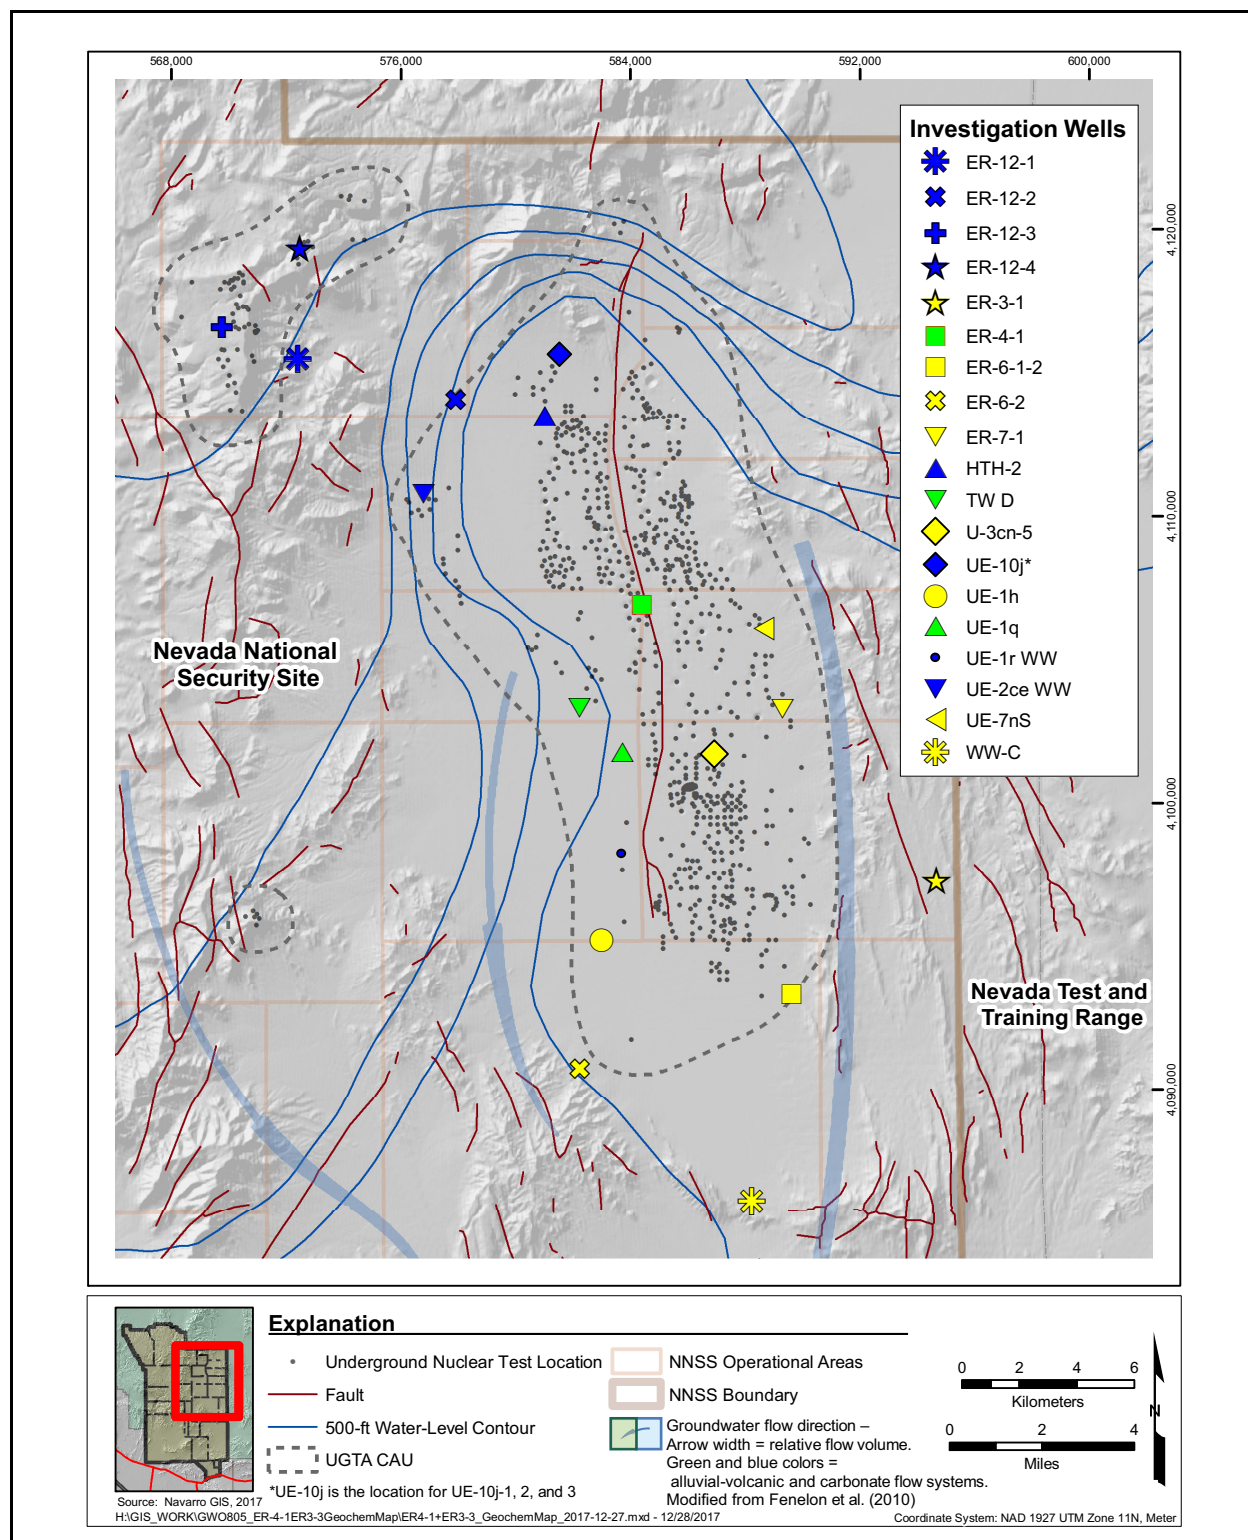 568,000
576,000
584,000
592,000
600,000
Investigation Wells
ER-12-1
ER-12-2
ER-12-3
ER-12-4
ER-3-1
ER-4-1
ER-6-1-2
ER-6-2
ER-7-1
HTH-2
TW D
U-3cn-5
UE-10j*
UE-1h
UE-1q
UE-1r WW
UE-2ce WW
UE-7nS
WW-C
4,120,000
4,110,000
4,100,000
4,090,000
Nevada National
Security Site
Nevada Test and
Training Range
Explanation
Underground Nuclear Test Location
Fault
500-ft Water-Level Contour
UGTA CAU
*UE-10j is the location for UE-10j-1, 2, and 3
NNSS Operational Areas
NNSS Boundary
Groundwater flow direction –
Arrow width = relative flow volume.
Green and blue colors =
alluvial-volcanic and carbonate flow systems.
Modified from Fenelon et al. (2010)
0 2 4 6
Kilometers
0 2 4
Miles
N
Source: Navarro GIS, 2017
H:\GIS_WORK\GWO805_ER-4-1ER3-3GeochemMap\ER4-1+ER3-3_GeochemMap_2017-12-27.mxd - 12/28/2017
Coordinate System: NAD 1927 UTM Zone 11N, Meter